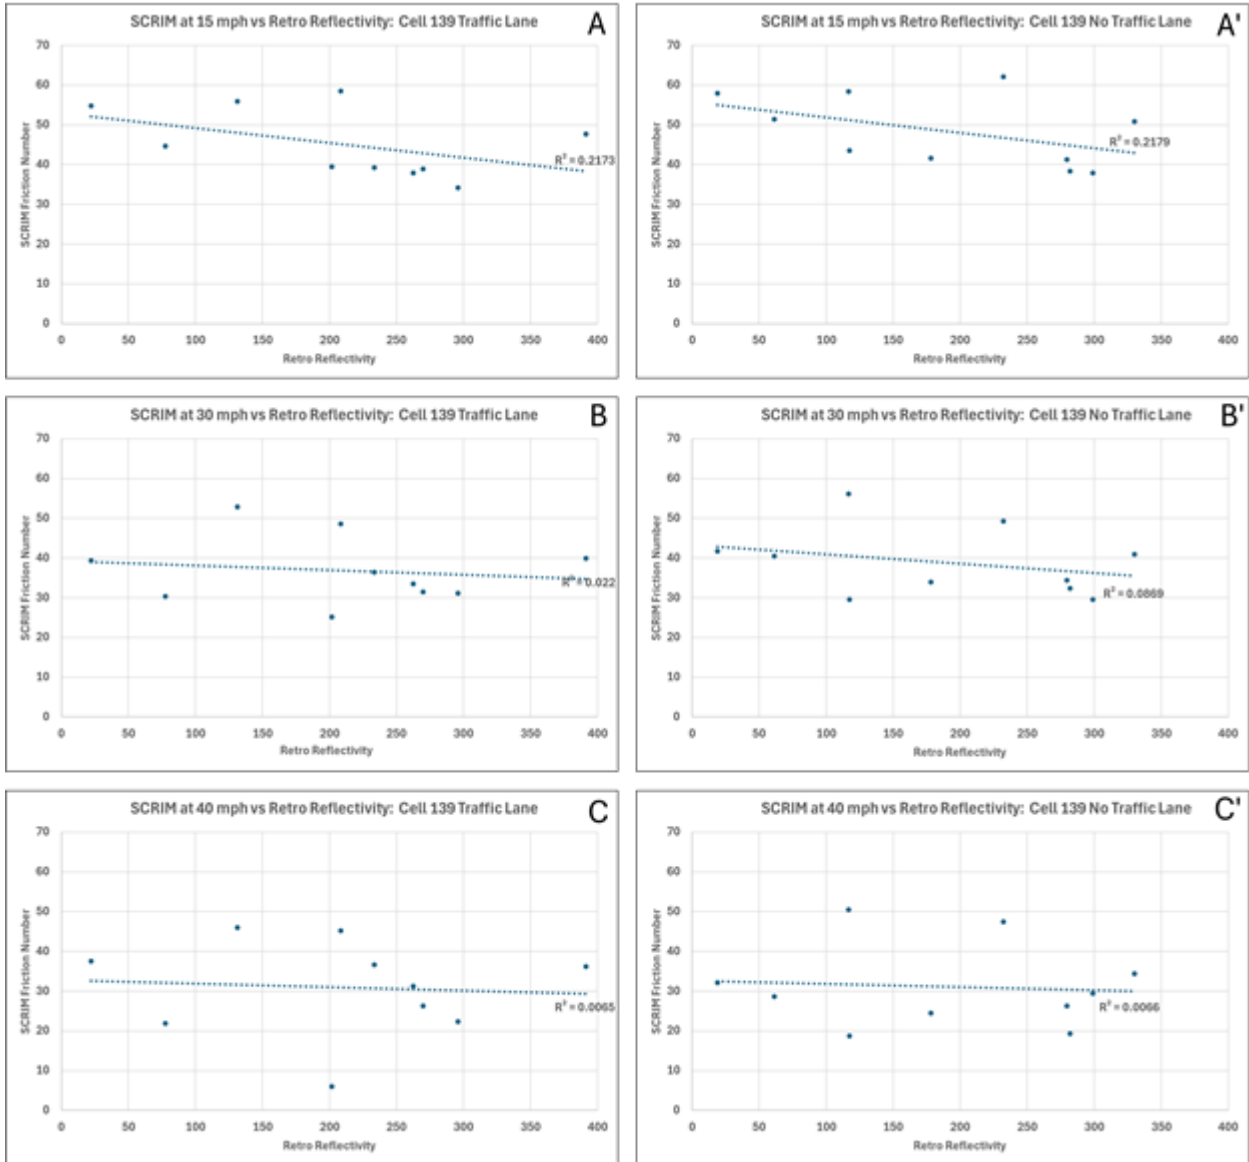 SCRIM at 15 mph vs Retro Reflectivity: Cell 139 Traffic Lane
A
70
60
50
40
30
20
10
0
SCRIM Friction Number
R² = 0.2173
0 50 100 150 200 250 300 350 400
Retro Reflectivity
SCRIM at 15 mph vs Retro Reflectivity: Cell 139 No Traffic Lane
A'
70
60
50
40
30
20
10
0
SCRIM Friction Number
R² = 0.2179
0 50 100 150 200 250 300 350 400
Retro Reflectivity
SCRIM at 30 mph vs Retro Reflectivity: Cell 139 Traffic Lane
B
70
60
50
40
30
20
10
0
SCRIM Friction Number
R² = 0.022
0 50 100 150 200 250 300 350 400
Retro Reflectivity
SCRIM at 30 mph vs Retro Reflectivity: Cell 139 No Traffic Lane
B'
70
60
50
40
30
20
10
0
SCRIM Friction Number
R² = 0.0869
0 50 100 150 200 250 300 350 400
Retro Reflectivity
SCRIM at 40 mph vs Retro Reflectivity: Cell 139 Traffic Lane
C
70
60
50
40
30
20
10
0
SCRIM Friction Number
R² = 0.0065
0 50 100 150 200 250 300 350 400
Retro Reflectivity
SCRIM at 40 mph vs Retro Reflectivity: Cell 139 No Traffic Lane
C'
70
60
50
40
30
20
10
0
SCRIM Friction Number
R² = 0.0066
0 50 100 150 200 250 300 350 400
Retro Reflectivity